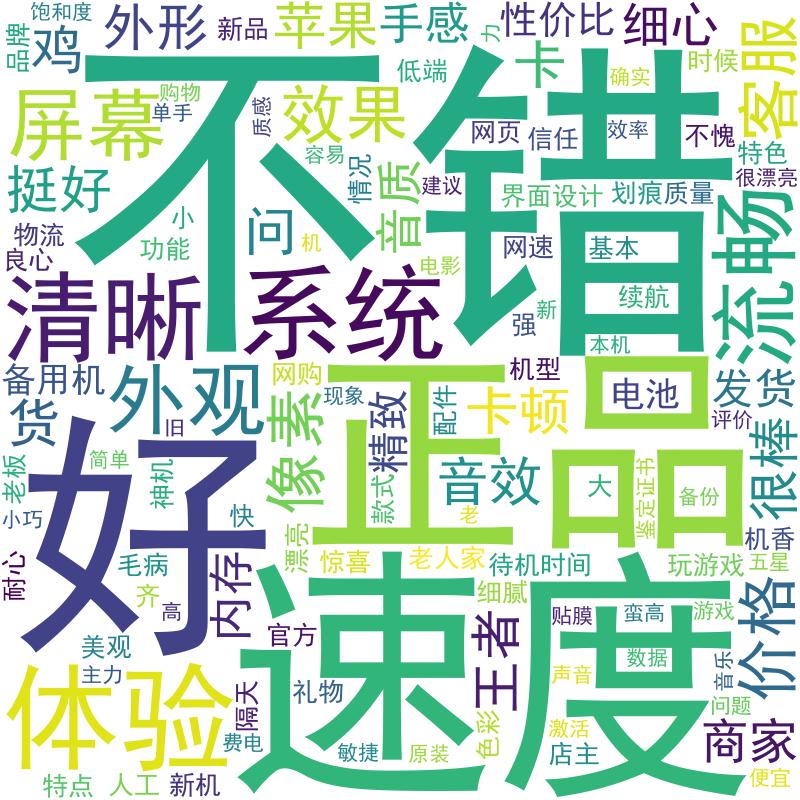 饱和度
品牌
鸡
外形
新品
苹果
手感
力
性价比
细心
时候
客服
购物
单手
屏幕
质感
效果
低端
卡
确实
网页
信任
效率
不愧
特色
很漂亮
不错
容易
挺好
情况
音质
建议
界面设计
划痕
质量
小
功能
问
机
物流
良心
电影
网速
基本
流畅
清晰
系统
新
续航
强
本机
备用机
外观
网购
现象
机型
电池
发货
评价
货
旧
像素
精致
配件
卡顿
正品
很棒
老板
简单
神机
款式
音效
鉴定证书
大
备份
小巧
好
快
漂亮
老
机香
耐心
毛病
内存
惊喜
老人家
待机时间
玩游戏
五星
齐
高
细腻
贴膜
蛮高
游戏
价格
美观
官方
王者
主力
数据
音乐
体验
速度
隔天
礼物
声音
问题
费电
敏捷
原装
色彩
激活
店主
商家
特点
人工
新机
便宜